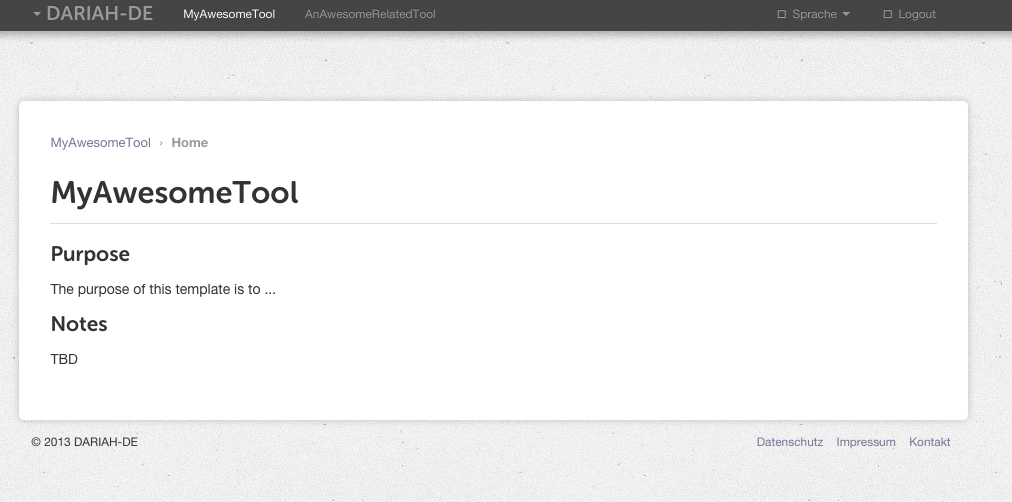 DARIAH-DE MyAwesomeTool AnAwesomeRelatedTool Sprache Logout
MyAwesomeTool › Home
MyAwesomeTool
Purpose
The purpose of this template is to ...
Notes
TBD
© 2013 DARIAH-DE Datenschutz Impressum Kontakt